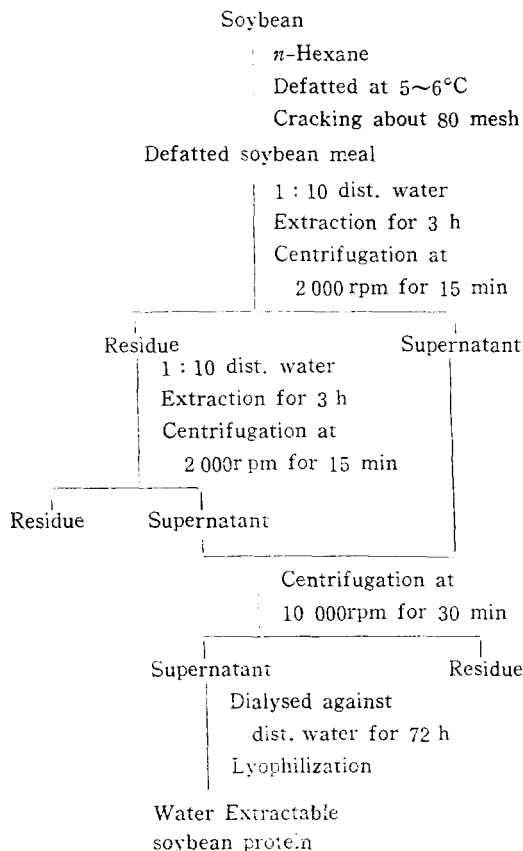 Soybean
n-Hexane
Defatted at 5~6°C
Cracking about 80 mesh
Defatted soybean meal
1 : 10 dist. water
Extraction for 3 h
Centrifugation at
2 000 rpm for 15 min
Residue Supernatant
1 : 10 dist. water
Extraction for 3 h
Centrifugation at
2 000r pm for 15 min
Residue Supernatant
Centrifugation at
10 000rpm for 30 min
Supernatant Residue
Dialysed against
dist. water for 72 h
Lyophilization
Water Extractable
soybean protein